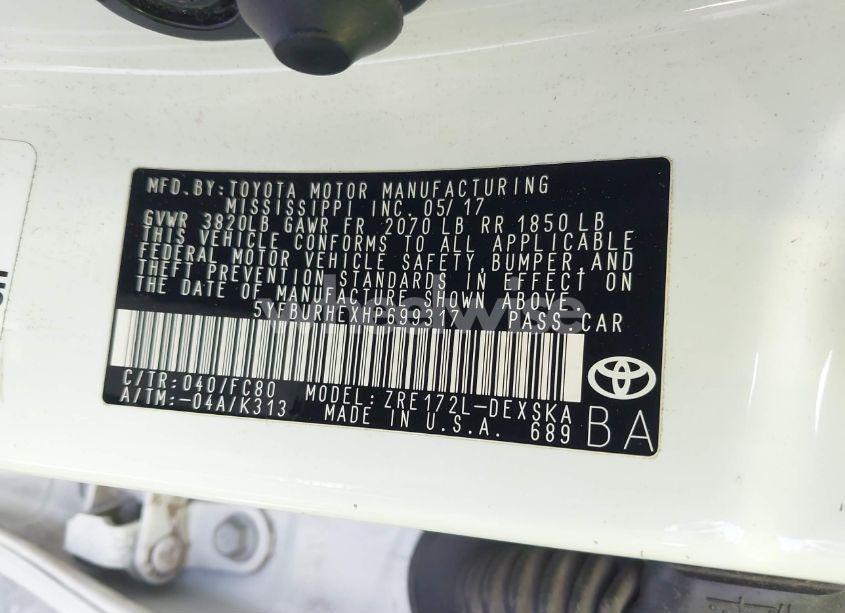 MFD. BY: TOYOTA MOTOR MANUFACTURING
MISSISSIPPI INC. 05/17
GVWR 3820LB GAWR FR 2070 LB RR 1850 LB
THIS VEHICLE CONFORMS TO ALL APPLICABLE
FEDERAL MOTOR VEHICLE SAFETY, BUMPER, AND
THEFT PREVENTION STANDARDS IN EFFECT ON
THE DATE OF MANUFACTURE SHOWN ABOVE.
5YFBURHEXHP699317 PASS CAR
C/TR: 040/FC80 MODEL: ZRE172L-DEXSKA
A/TM: -04A/K313 MADE IN U.S.A. 689
BA